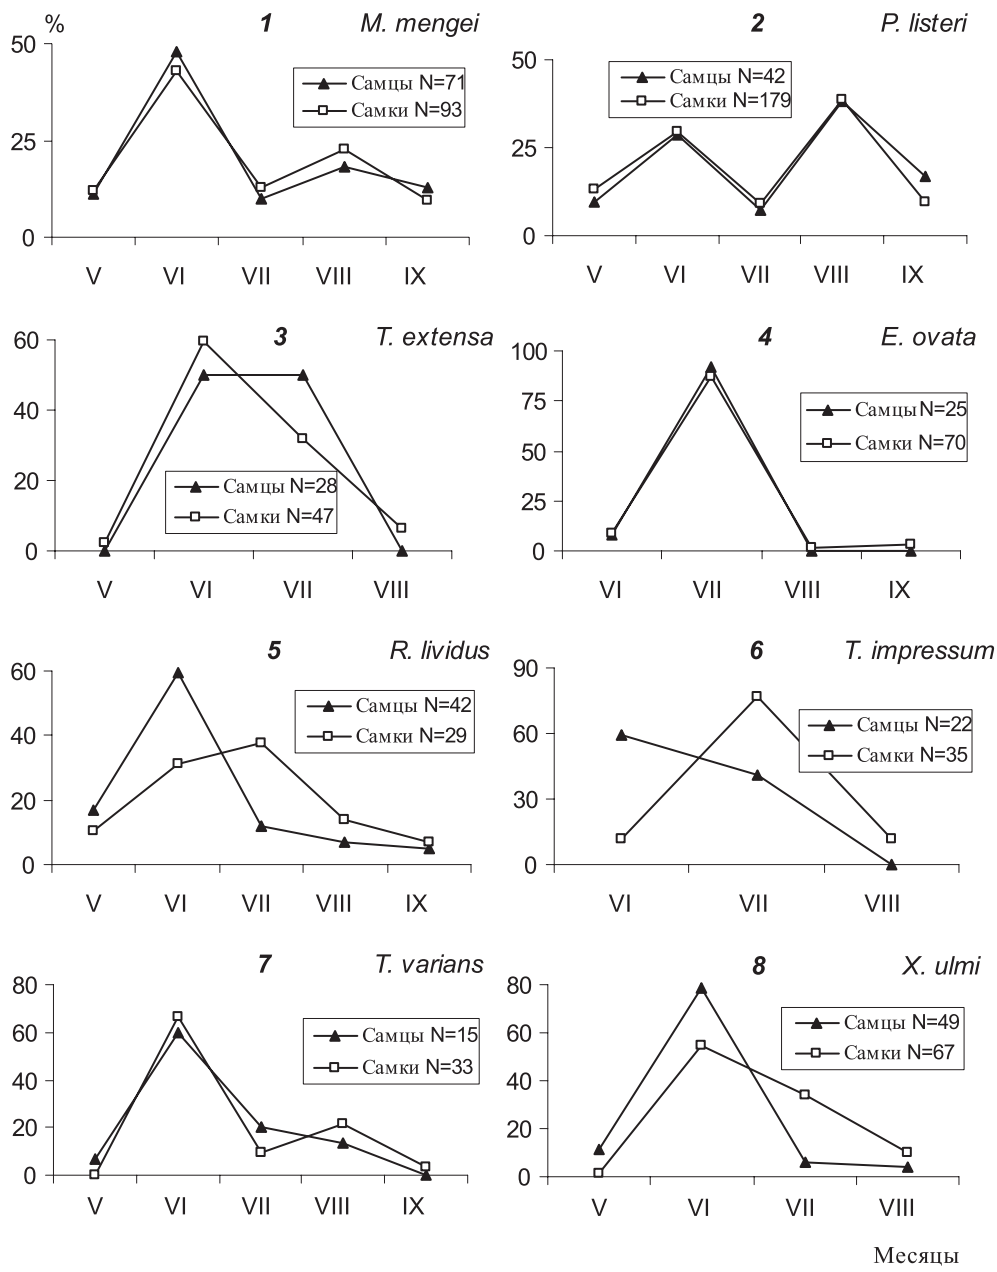 % 1 M. mengei
50
25
0
Самцы N=71
Самки N=93
V VI VII VIII IX
2 P. listeri
50
25
0
Самцы N=42
Самки N=179
V VI VII VIII IX
3 T. extensa
60
40
20
0
Самцы N=28
Самки N=47
V VI VII VIII
4 E. ovata
100
75
50
25
0
Самцы N=25
Самки N=70
VI VII VIII IX
5 R. lividus
60
40
20
0
Самцы N=42
Самки N=29
V VI VII VIII IX
6 T. impressum
90
60
30
0
Самцы N=22
Самки N=35
VI VII VIII
7 T. varians
80
60
40
20
0
Самцы N=15
Самки N=33
V VI VII VIII IX
8 X. ulmi
80
60
40
20
0
Самцы N=49
Самки N=67
V VI VII VIII
Месяцы